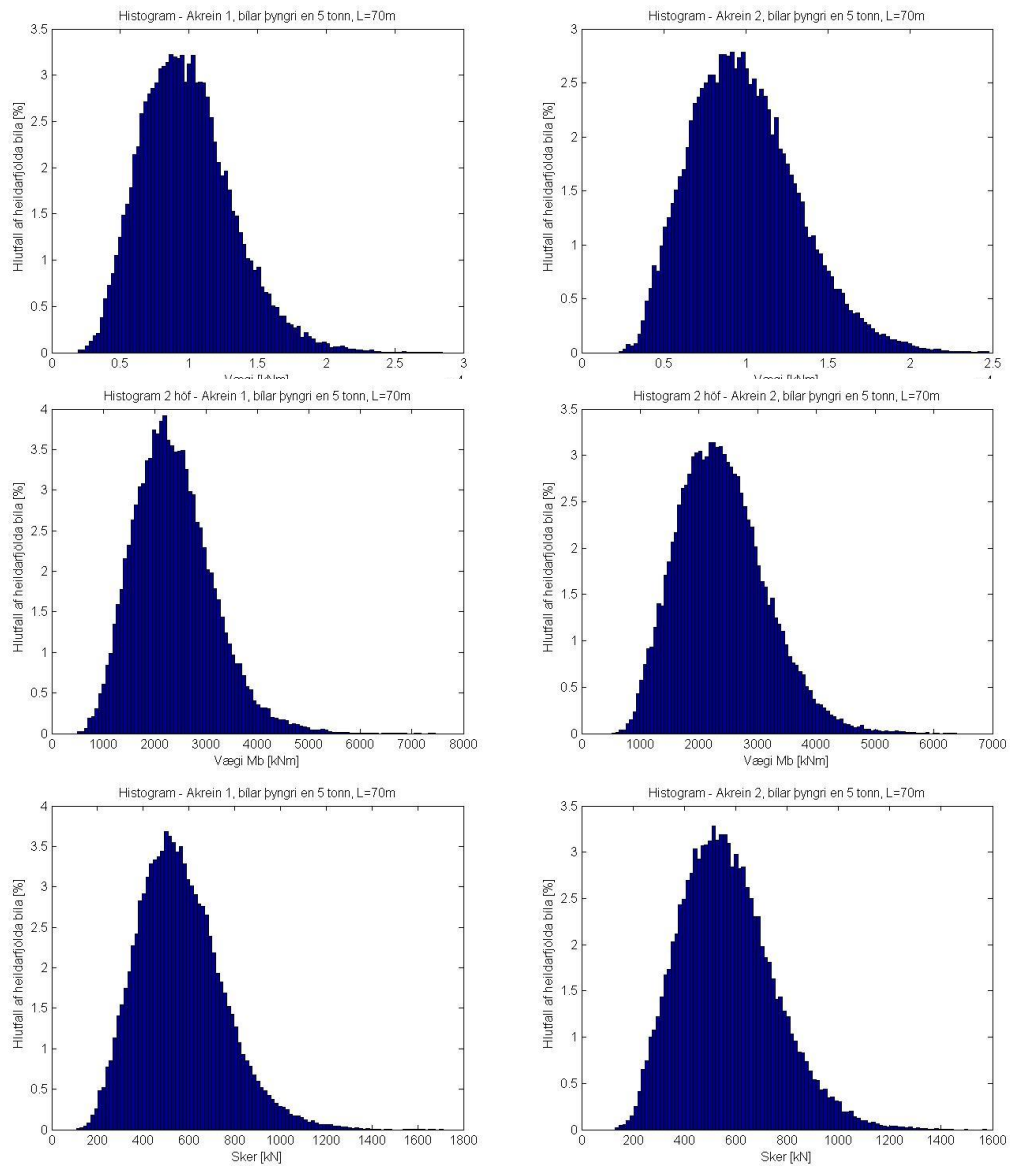 Histogram - Akrein 1, bílar þyngri en 5 tonn, L=70m
Hlutfall af heildarfjölda bíla [%]
3.5
3
2.5
2
1.5
1
0.5
0
0 0.5 1 1.5 2 2.5 3
Vægi [kNm]
Histogram - Akrein 2, bílar þyngri en 5 tonn, L=70m
Hlutfall af heildarfjölda bíla [%]
3
2.5
2
1.5
1
0.5
0
0 0.5 1 1.5 2 2.5
Vægi [kNm]
Histogram 2 höf - Akrein 1, bílar þyngri en 5 tonn, L=70m
Hlutfall af heildarfjölda bíla [%]
4
3.5
3
2.5
2
1.5
1
0.5
0
0 1000 2000 3000 4000 5000 6000 7000 8000
Vægi Mb [kNm]
Histogram 2 höf - Akrein 2, bílar þyngri en 5 tonn, L=70m
Hlutfall af heildarfjölda bíla [%]
3.5
3
2.5
2
1.5
1
0.5
0
0 1000 2000 3000 4000 5000 6000 7000
Vægi Mb [kNm]
Histogram - Akrein 1, bílar þyngri en 5 tonn, L=70m
Hlutfall af heildarfjölda bíla [%]
4
3.5
3
2.5
2
1.5
1
0.5
0
0 200 400 600 800 1000 1200 1400 1600 1800
Sker [kN]
Histogram - Akrein 2, bílar þyngri en 5 tonn, L=70m
Hlutfall af heildarfjölda bíla [%]
3.5
3
2.5
2
1.5
1
0.5
0
0 200 400 600 800 1000 1200 1400 1600
Sker [kN]